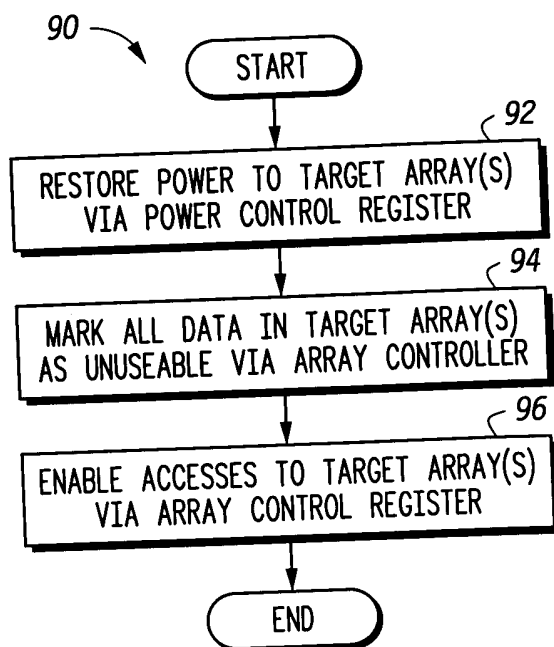 90
START
92
RESTORE POWER TO TARGET ARRAY(S)
VIA POWER CONTROL REGISTER
94
MARK ALL DATA IN TARGET ARRAY(S)
AS UNUSEABLE VIA ARRAY CONTROLLER
96
ENABLE ACCESSES TO TARGET ARRAY(S)
VIA ARRAY CONTROL REGISTER
END